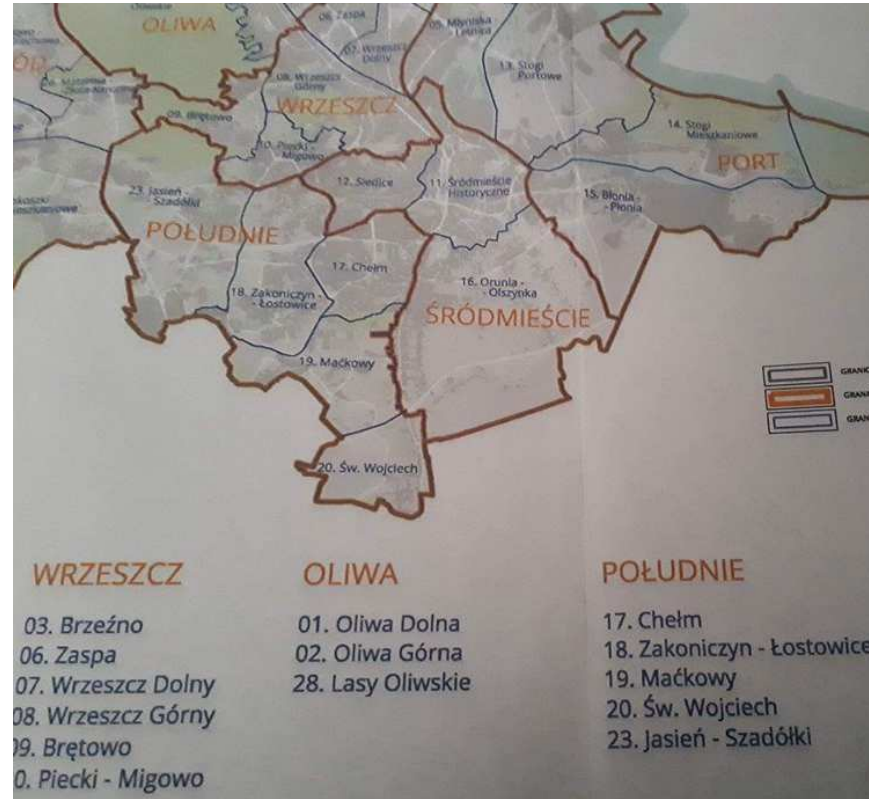 OLIWA
06. Zaspa
05. Młyniska
Letnica
07. Wrzeszcz
Dolny
13. Stogi
Portowe
08. Wrzeszcz
Górny
WRZESZCZ
09. Brętowo
14. Stogi
Mieszkaniowe
PORT
10. Piecki -
Migowo
12. Siedlce
11. Śródmieście
Historyczne
23. Jasień -
Szadółki
15. Błonia -
- Płonia
POŁUDNIE
17. Chełm
16. Orunia -
- Olszynka
18. Zakoniczyn -
- Łostowice
ŚRÓDMIEŚCIE
19. Maćkowy
20. Św. Wojciech
WRZESZCZ
03. Brzeźno
06. Zaspa
07. Wrzeszcz Dolny
08. Wrzeszcz Górny
09. Brętowo
0. Piecki - Migowo
OLIWA
01. Oliwa Dolna
02. Oliwa Górna
28. Lasy Oliwskie
POŁUDNIE
17. Chełm
18. Zakoniczyn - Łostowice
19. Maćkowy
20. Św. Wojciech
23. Jasień - Szadółki